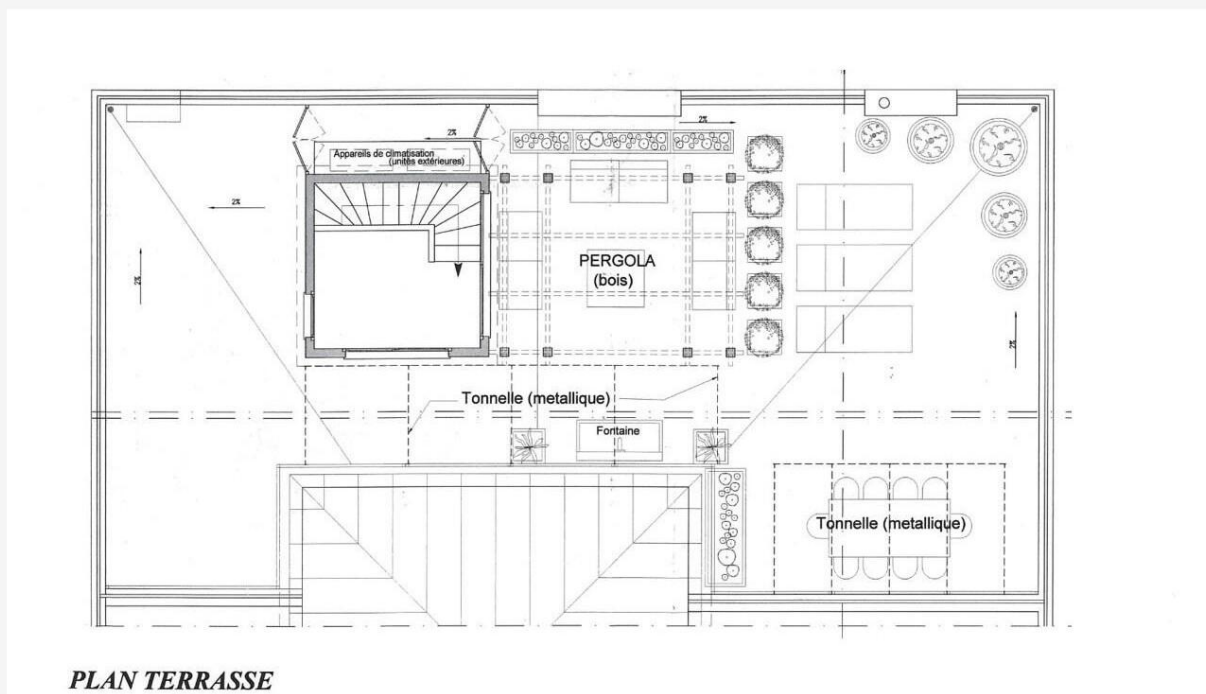 2%
2%
Appareils de climatisation
(unités extérieures)
2%
2%
PERGOLA
(bois)
2%
Tonnelle (metallique)
Fontaine
Tonnelle (metallique)
PLAN TERRASSE